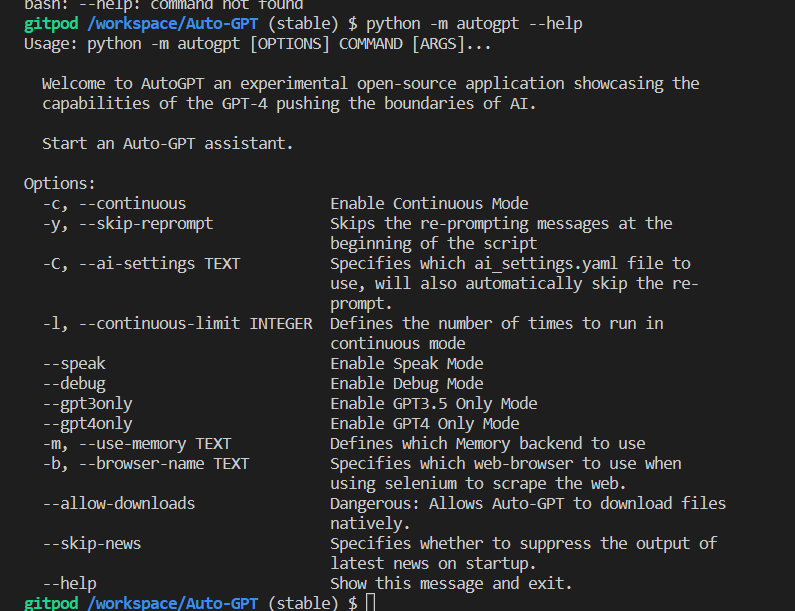 bash: --help: command not found
gitpod /workspace/Auto-GPT (stable) $ python -m autogpt --help
Usage: python -m autogpt [OPTIONS] COMMAND [ARGS]...
Welcome to AutoGPT an experimental open-source application showcasing the
capabilities of the GPT-4 pushing the boundaries of AI.
Start an Auto-GPT assistant.
Options:
-c, --continuous Enable Continuous Mode
-y, --skip-reprompt Skips the re-prompting messages at the
beginning of the script
-C, --ai-settings TEXT Specifies which ai_settings.yaml file to
use, will also automatically skip the re-
prompt.
-l, --continuous-limit INTEGER Defines the number of times to run in
continuous mode
--speak Enable Speak Mode
--debug Enable Debug Mode
--gpt3only Enable GPT3.5 Only Mode
--gpt4only Enable GPT4 Only Mode
-m, --use-memory TEXT Defines which Memory backend to use
-b, --browser-name TEXT Specifies which web-browser to use when
using selenium to scrape the web.
--allow-downloads Dangerous: Allows Auto-GPT to download files
natively.
--skip-news Specifies whether to suppress the output of
latest news on startup.
--help Show this message and exit.
gitpod /workspace/Auto-GPT (stable) $